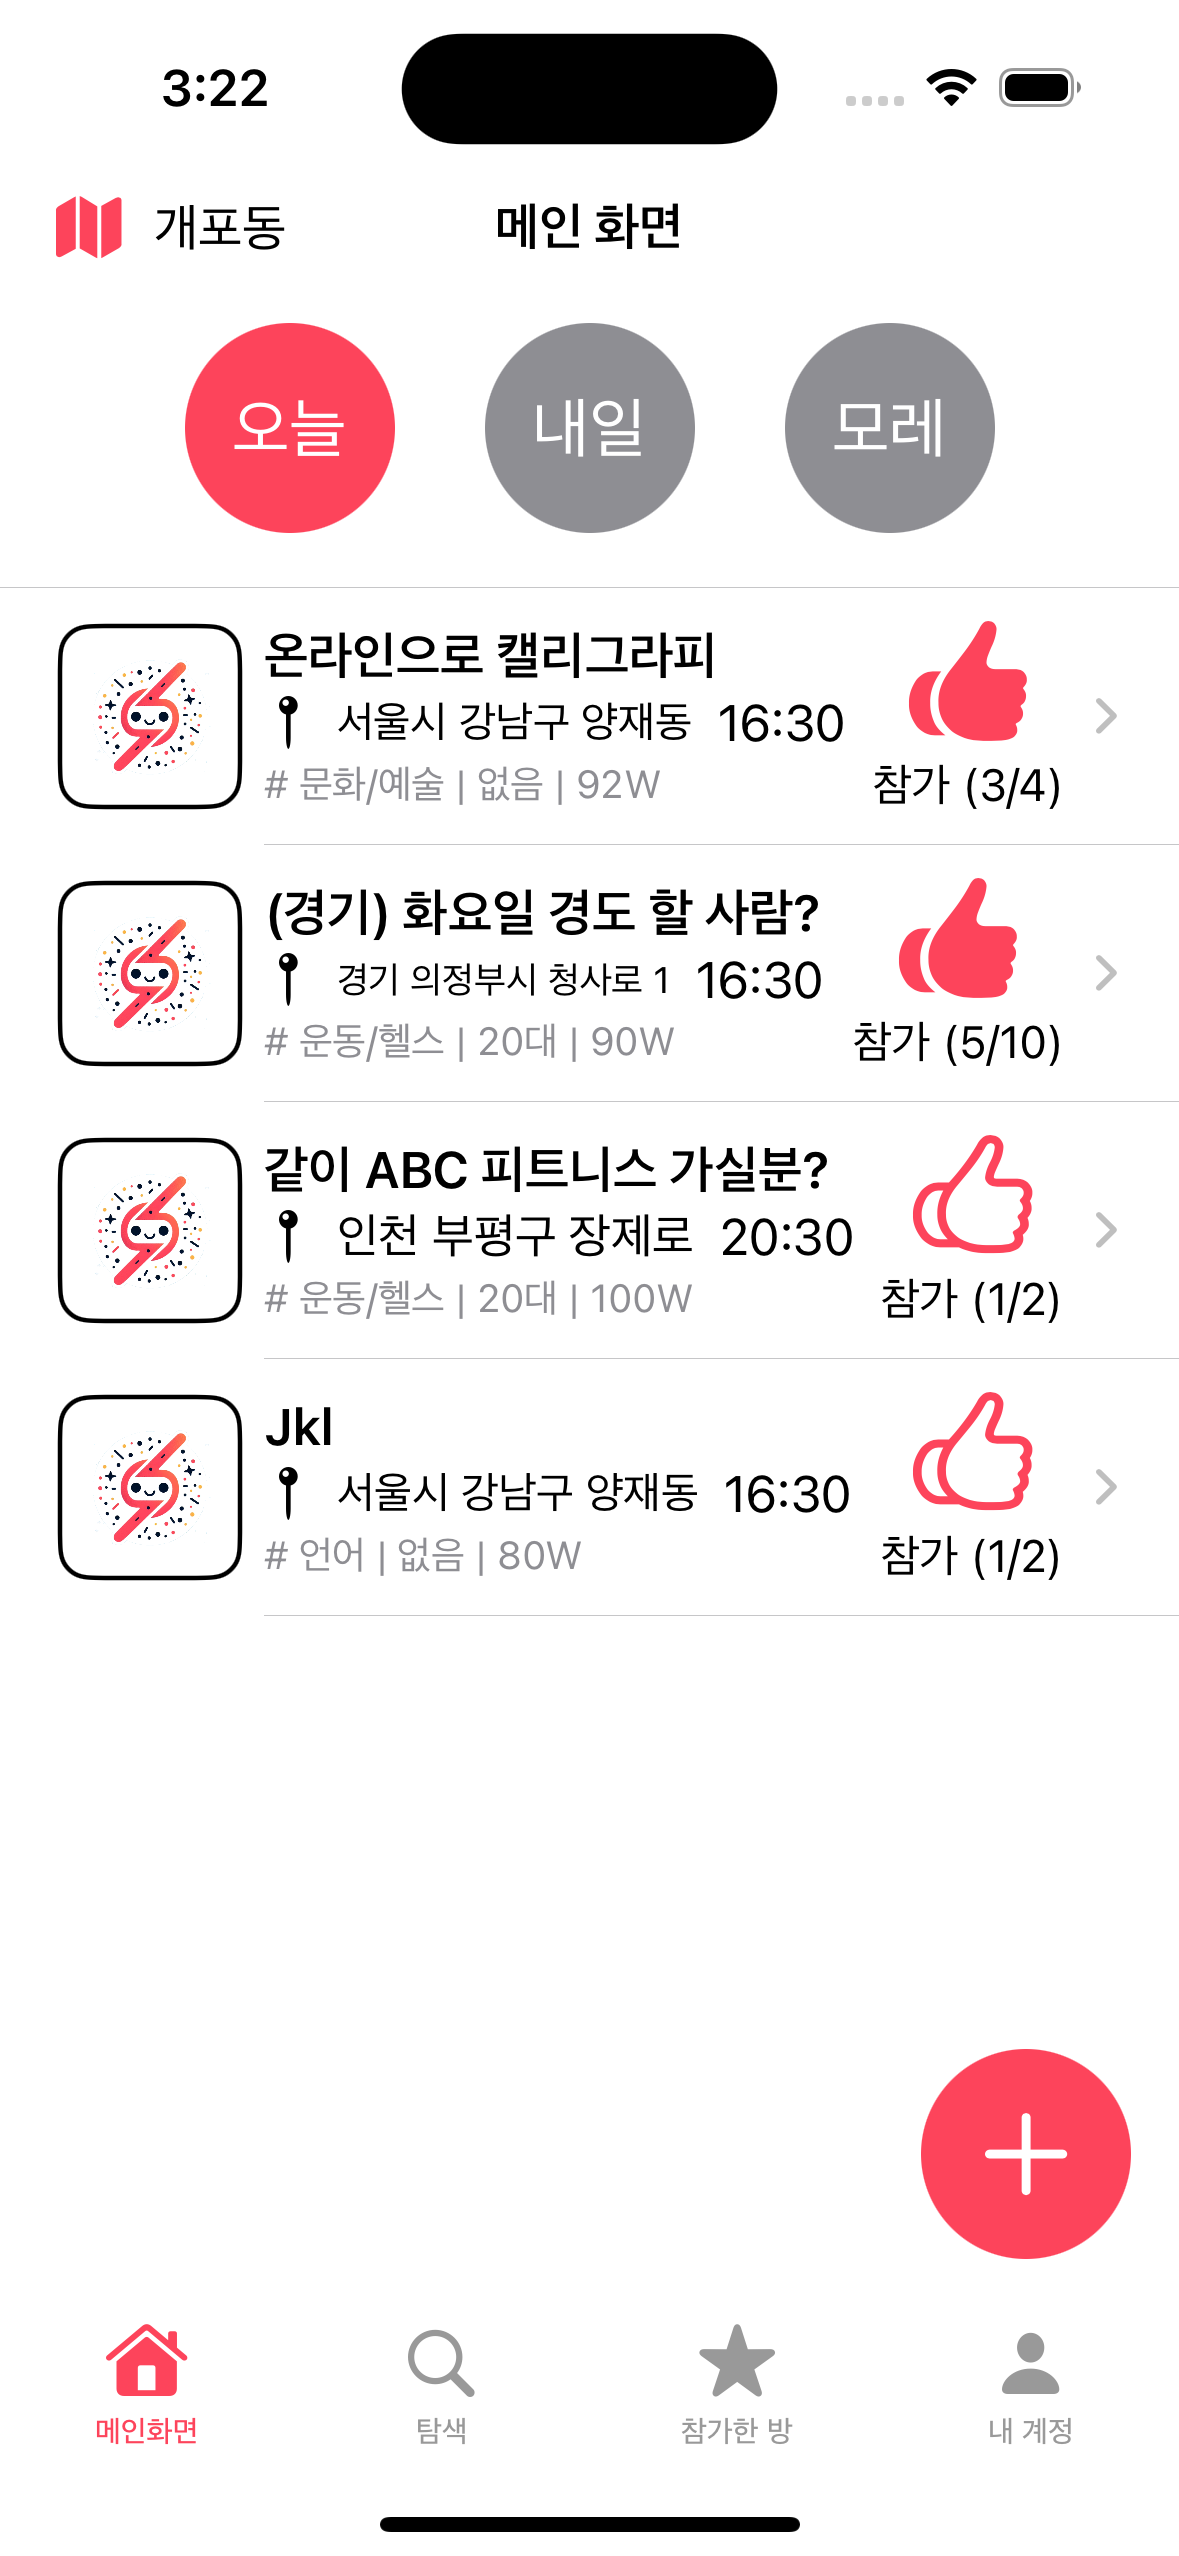 3:22
개포동
메인 화면
오늘
내일
모레
온라인으로 캘리그라피
서울시 강남구 양재동 16:30
# 문화/예술 | 없음 | 92W
참가 (3/4)
(경기) 화요일 경도 할 사람?
경기 의정부시 청사로 1 16:30
# 운동/헬스 | 20대 | 90W
참가 (5/10)
같이 ABC 피트니스 가실분?
인천 부평구 장제로 20:30
# 운동/헬스 | 20대 | 100W
참가 (1/2)
Jkl
서울시 강남구 양재동 16:30
# 언어 | 없음 | 80W
참가 (1/2)
메인화면
탐색
참가한 방
내 계정